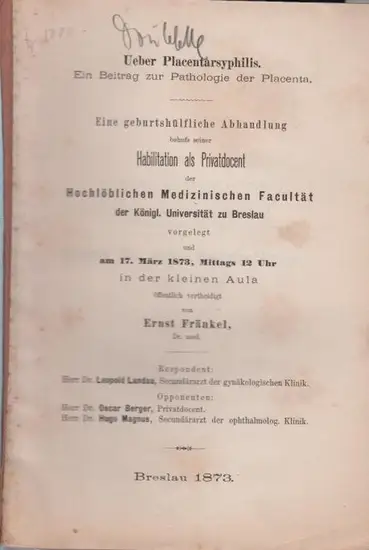 Ueber Placentarsyphilis.
Ein Beitrag zur Pathologie der Placenta.
Eine geburtshülfliche Abhandlung
behufs seiner
Habilitation als Privatdocent
der
Hochlöblichen Medizinischen Facultät
der Königl. Universität zu Breslau
vorgelegt
und
am 17. März 1873, Mittags 12 Uhr
in der kleinen Aula
öffentlich vertheidigt
von
Ernst Fränkel,
Dr. med.
Respondent:
Herr Dr. Leopold Landau, Secundärarzt der gynäkologischen Klinik.
Opponenten:
Herr Dr. Oscar Berger, Privatdocent.
Herr Dr. Hugo Magnus, Secundärarzt der ophthalmolog. Klinik.
Breslau 1873.